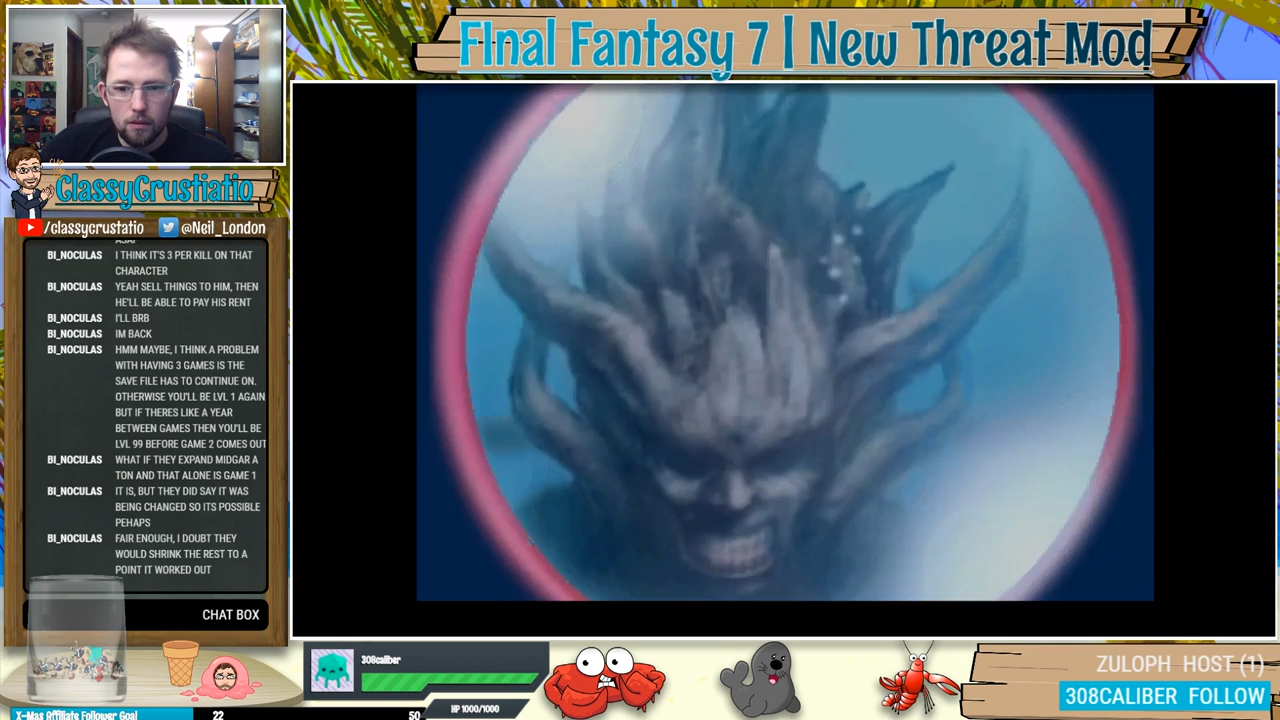 FInal Fantasy 7 | New Threat Mod
ClassyCrustiatio
/classycrustatio
@Neil_London
ASAP
BI_NOCULAS I THINK IT'S 3 PER KILL ON THAT
CHARACTER
BI_NOCULAS YEAH SELL THINGS TO HIM, THEN
HE'LL BE ABLE TO PAY HIS RENT
BI_NOCULAS I'LL BRB
BI_NOCULAS IM BACK
BI_NOCULAS HMM MAYBE, I THINK A PROBLEM
WITH HAVING 3 GAMES IS THE
SAVE FILE HAS TO CONTINUE ON.
OTHERWISE YOU'LL BE LVL 1 AGAIN
BUT IF THERES LIKE A YEAR
BETWEEN GAMES THEN YOU'LL BE
LVL 99 BEFORE GAME 2 COMES OUT
BI_NOCULAS WHAT IF THEY EXPAND MIDGAR A
TON AND THAT ALONE IS GAME 1
BI_NOCULAS IT IS, BUT THEY DID SAY IT WAS
BEING CHANGED SO ITS POSSIBLE
PEHAPS
BI_NOCULAS FAIR ENOUGH, I DOUBT THEY
WOULD SHRINK THE REST TO A
POINT IT WORKED OUT
CHAT BOX
308caliber
HP 1000/1000
ZULOPH HOST (1)
308CALIBER FOLLOW
X-Mas Affiliate Follower Goal 22 50